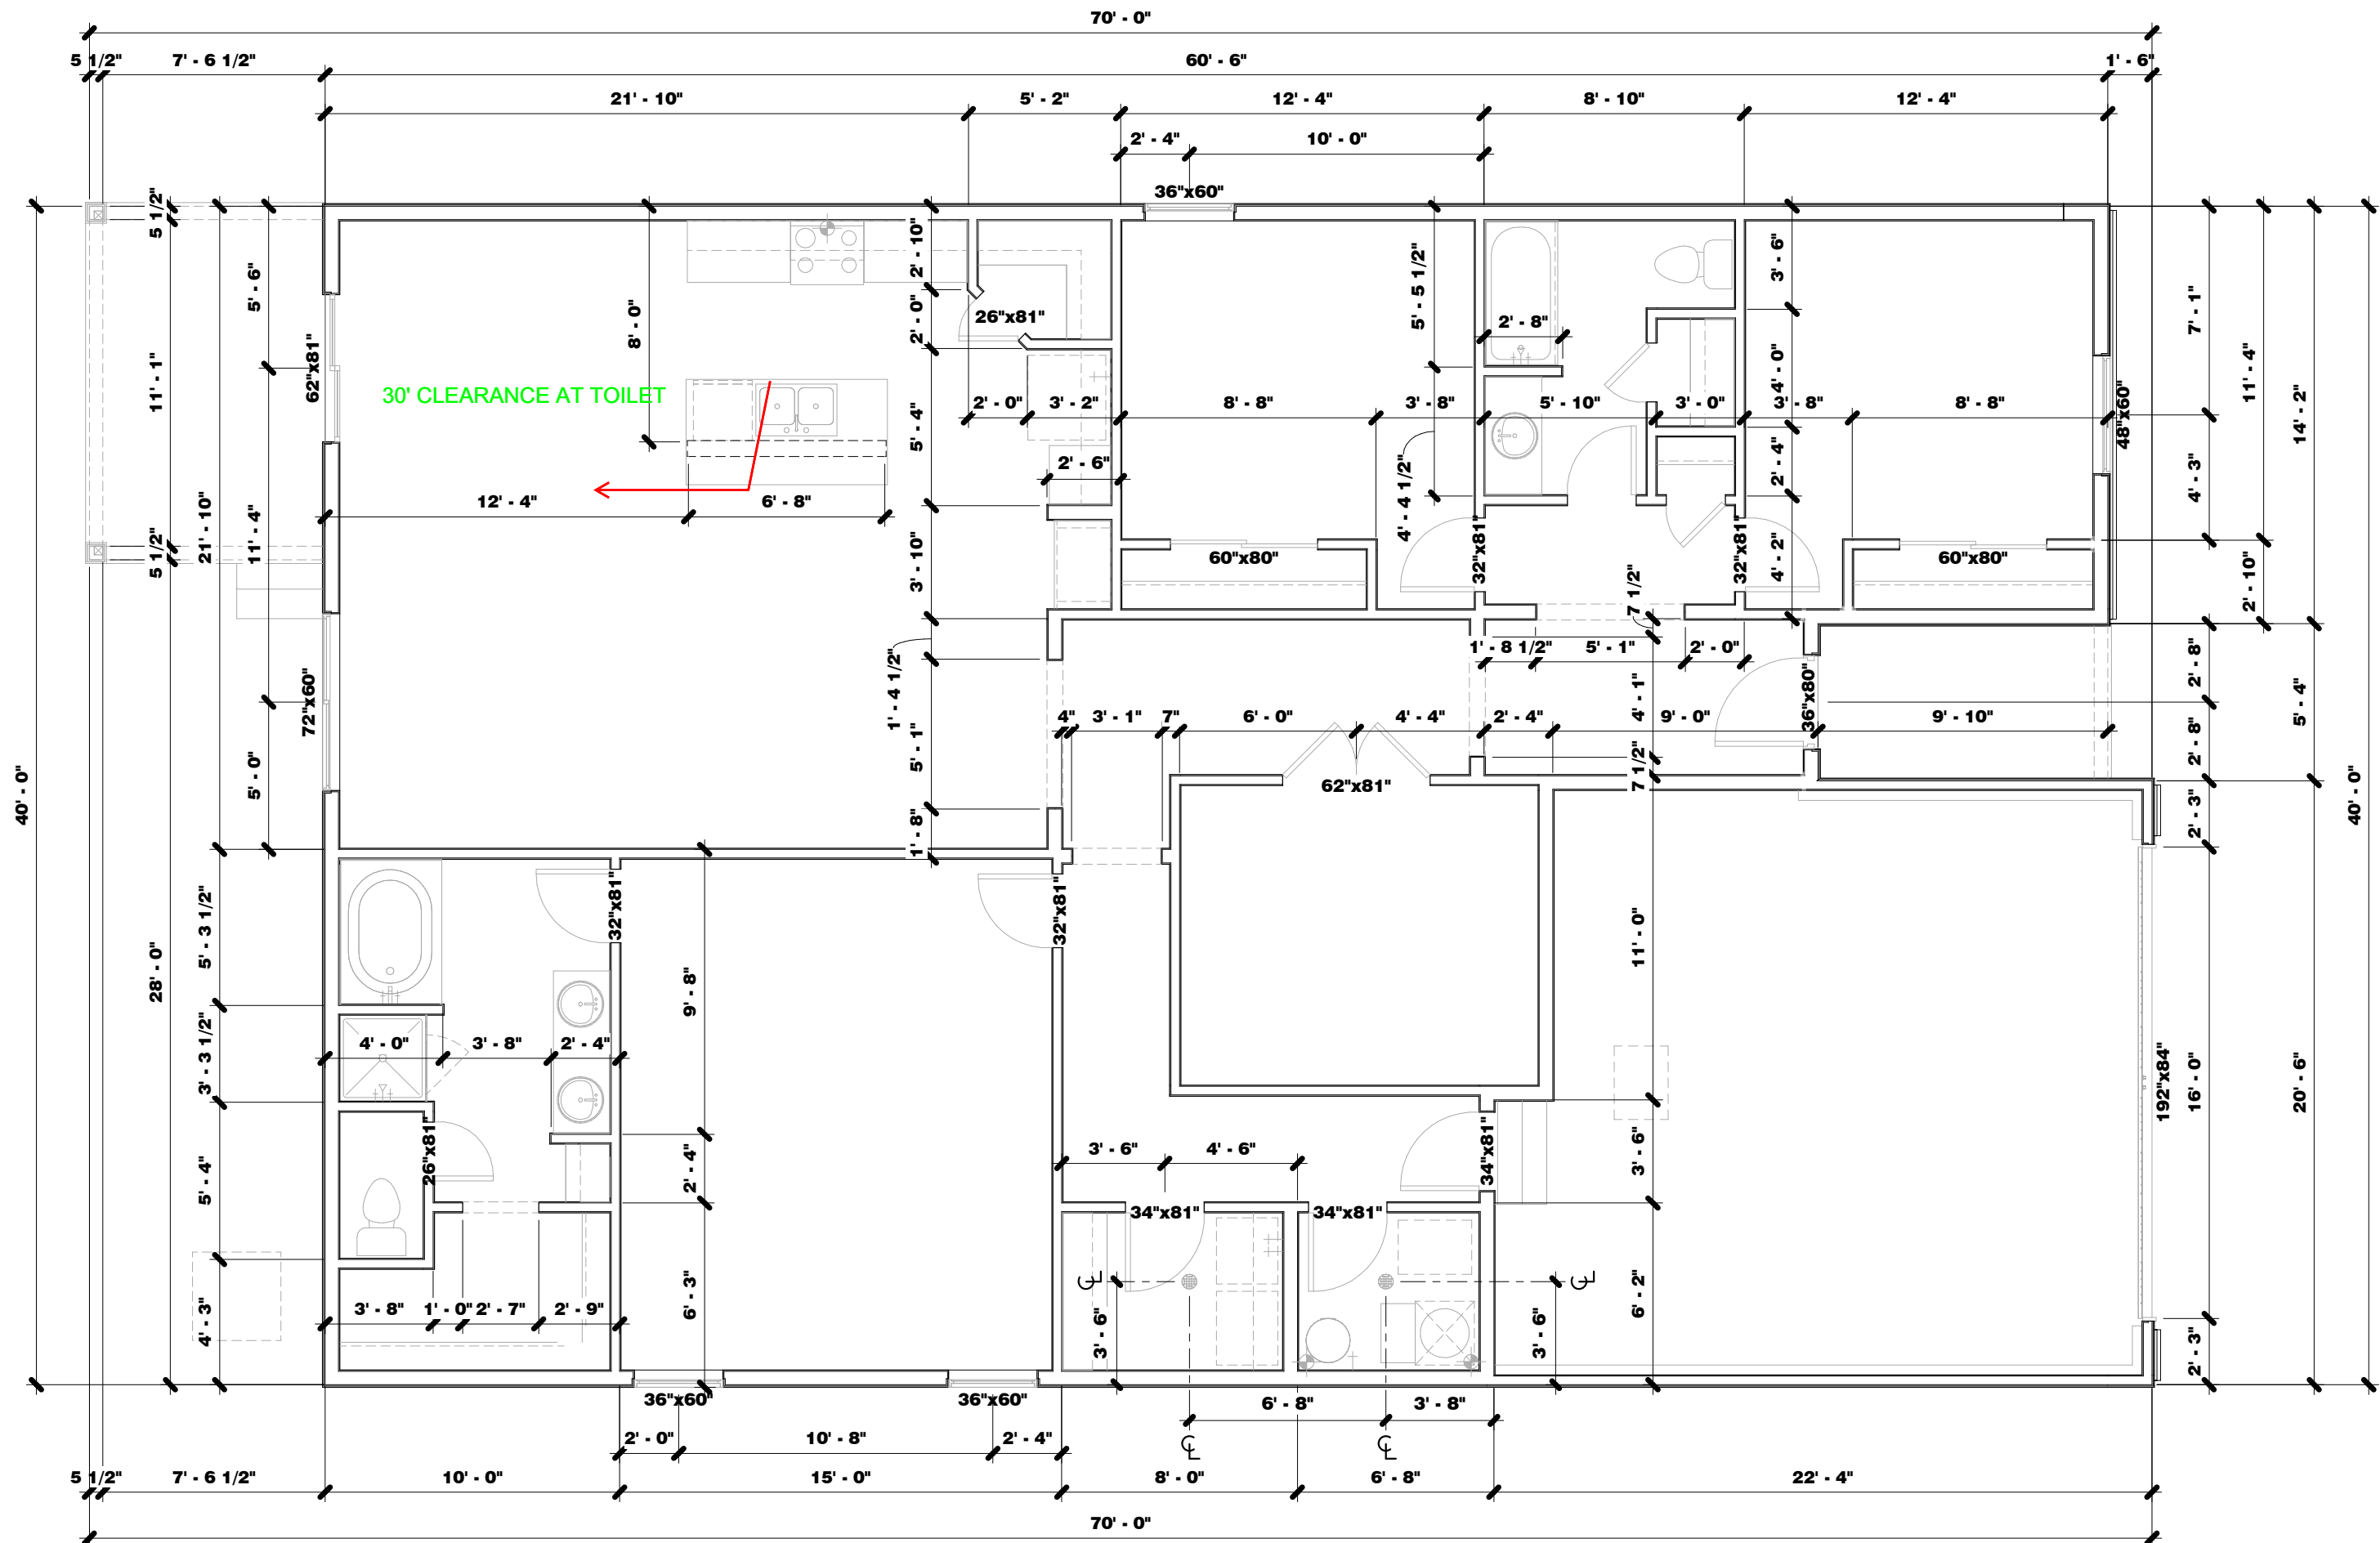 70' - 0"
5 1/2"
7' - 6 1/2"
60' - 6"
1' - 6"
21' - 10"
5' - 2"
12' - 4"
8' - 10"
12' - 4"
2' - 4"
10' - 0"
36"x60"
5 1/2"
11' - 1"
5 1/2"
28' - 0"
40' - 0"
21' - 10"
5' - 3 1/2"
3' - 3 1/2"
5' - 4"
4' - 3"
5' - 6"
11' - 4"
5' - 0"
62"x81"
72"x60"
30' CLEARANCE AT TOILET
8' - 0"
12' - 4"
6' - 8"
2' - 10"
2' - 0"
5' - 4"
3' - 10"
1' - 4 1/2"
5' - 1"
1' - 8"
26"x81"
2' - 0"
3' - 2"
2' - 6"
8' - 8"
3' - 8"
5' - 5 1/2"
4' - 4 1/2"
60"x80"
32"x81"
2' - 8"
5' - 10"
3' - 0"
32"x81"
3' - 6"
4' - 0"
2' - 4"
4' - 2"
3' - 8"
8' - 8"
60"x80"
48"x60"
7' - 1"
4' - 3"
11' - 4"
2' - 10"
14' - 2"
2' - 8"
2' - 8"
5' - 4"
40' - 0"
7 1/2"
1' - 8 1/2"
5' - 1"
2' - 0"
4' - 1"
7 1/2"
4"
3' - 1"
7"
6' - 0"
4' - 4"
2' - 4"
9' - 0"
36"x80"
9' - 10"
62"x81"
32"x81"
32"x81"
9' - 8"
2' - 4"
6' - 3"
4' - 0"
3' - 8"
2' - 4"
26"x81"
3' - 8"
1' - 0"
2' - 7"
2' - 9"
11' - 0"
3' - 6"
6' - 2"
2' - 3"
16' - 0"
2' - 3"
192"x84"
20' - 6"
3' - 6"
4' - 6"
34"x81"
34"x81"
34"x81"
CL
CL
3' - 6"
3' - 6"
36"x60"
36"x60"
6' - 8"
3' - 8"
CL
CL
2' - 0"
10' - 8"
2' - 4"
5 1/2"
7' - 6 1/2"
10' - 0"
15' - 0"
8' - 0"
6' - 8"
22' - 4"
70' - 0"